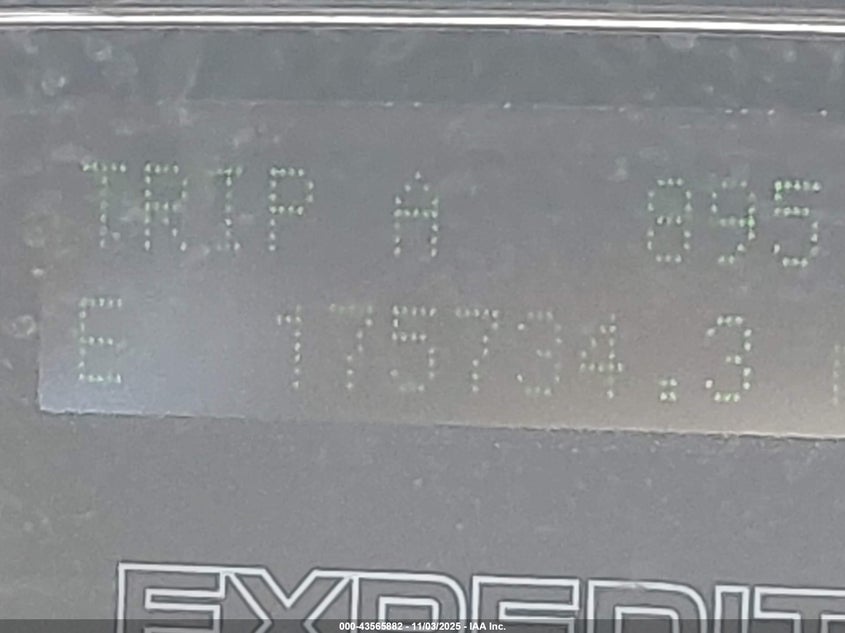 TRIP A 895
E 175734.3
EXPEDIT
000-43565882 - 11/03/2025 - IAA Inc.